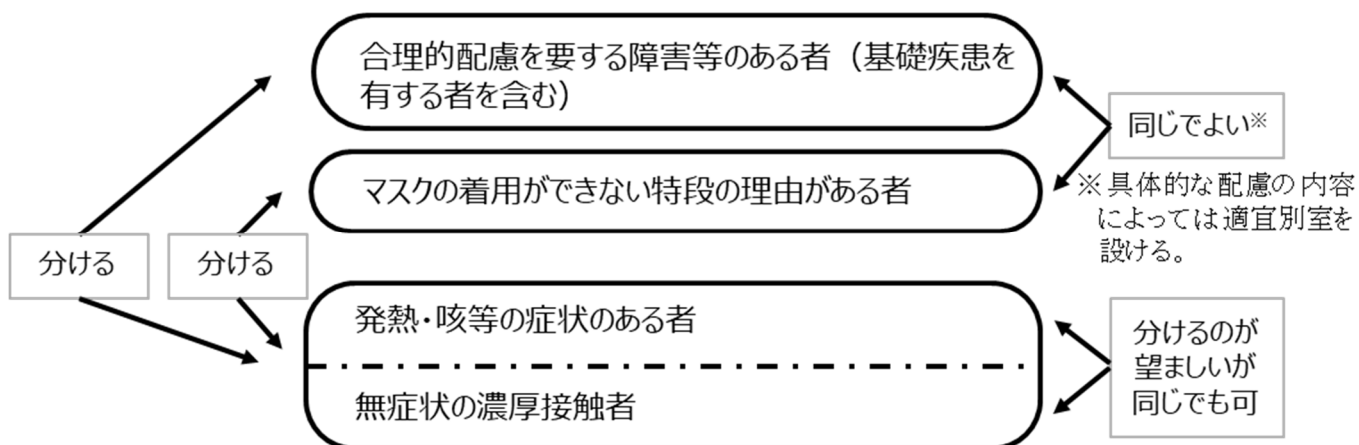 合理的配慮を要する障害等のある者（基礎疾患を
有する者を含む）
同じでよい※
マスクの着用ができない特段の理由がある者
※具体的な配慮の内容
によっては適宜別室を
設ける。
分ける
分ける
発熱・咳等の症状のある者
無症状の濃厚接触者
分けるのが
望ましいが
同じでも可